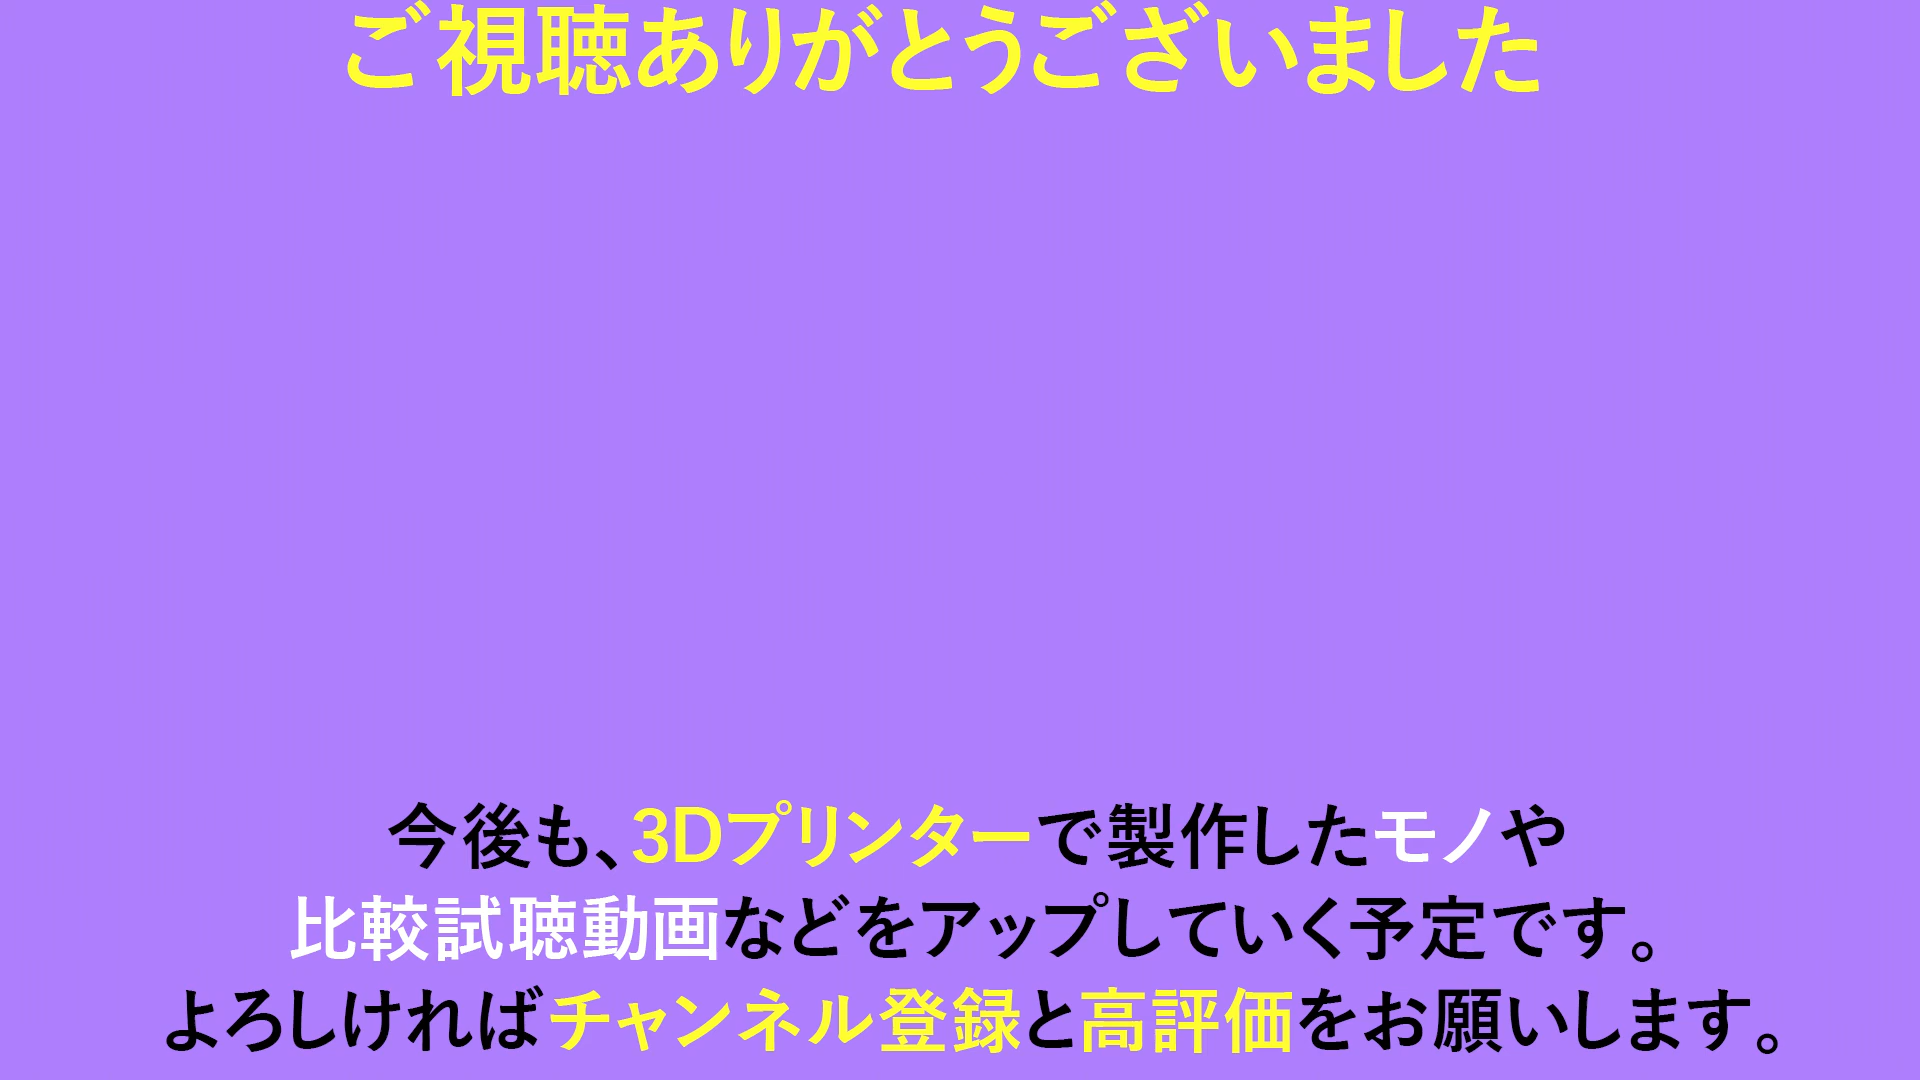 ご視聴ありがとうございました
今後も、3Dプリンターで製作したモノや
比較試聴動画などをアップしていく予定です。
よろしければチャンネル登録と高評価をお願いします。